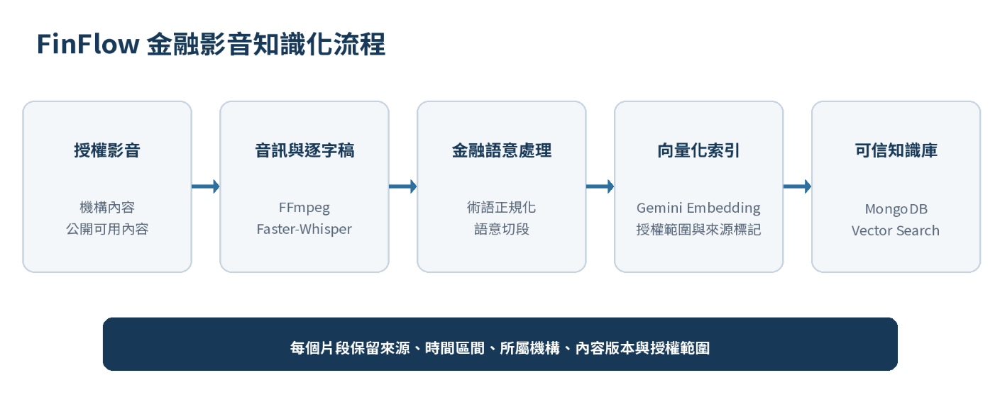 FinFlow 金融影音知識化流程
授權影音
機構內容
公開可用內容
音訊與逐字稿
FFmpeg
Faster-Whisper
金融語意處理
術語正規化
語意切段
向量化索引
Gemini Embedding
授權範圍與來源標記
可信知識庫
MongoDB
Vector Search
每個片段保留來源、時間區間、所屬機構、內容版本與授權範圍